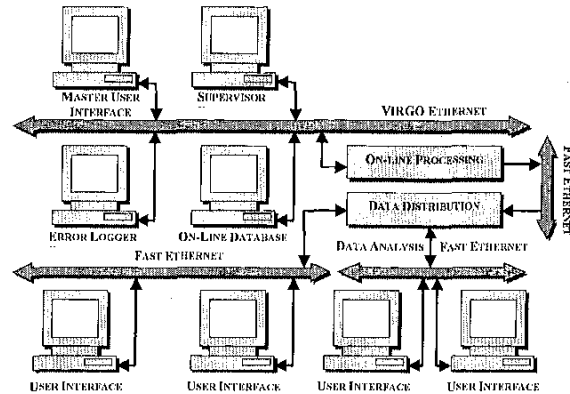 MASTER USER
INTERFACE
SUPERVISOR
VIRGO ETHERNET
ON-LINE PROCESSING
FAST ETHERNET
DATA DISTRIBUTION
ERROR LOGGER
ON-LINE DATABASE
DATA ANALYSIS
FAST ETHERNET
FAST ETHERNET
USER INTERFACE
USER INTERFACE
USER INTERFACE
USER INTERFACE